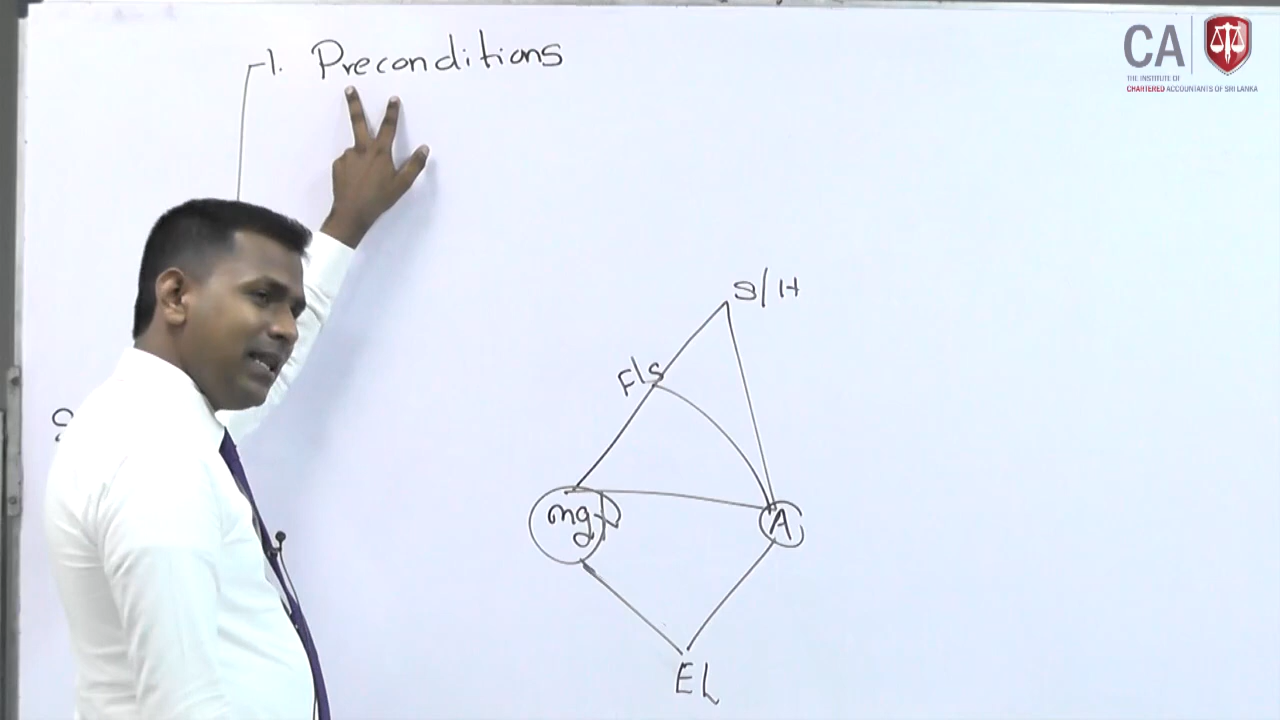 1. Preconditions
CA
THE INSTITUTE OF
CHARTERED ACCOUNTANTS OF SRI LANKA
S/H
F/S
mgt
A
EL